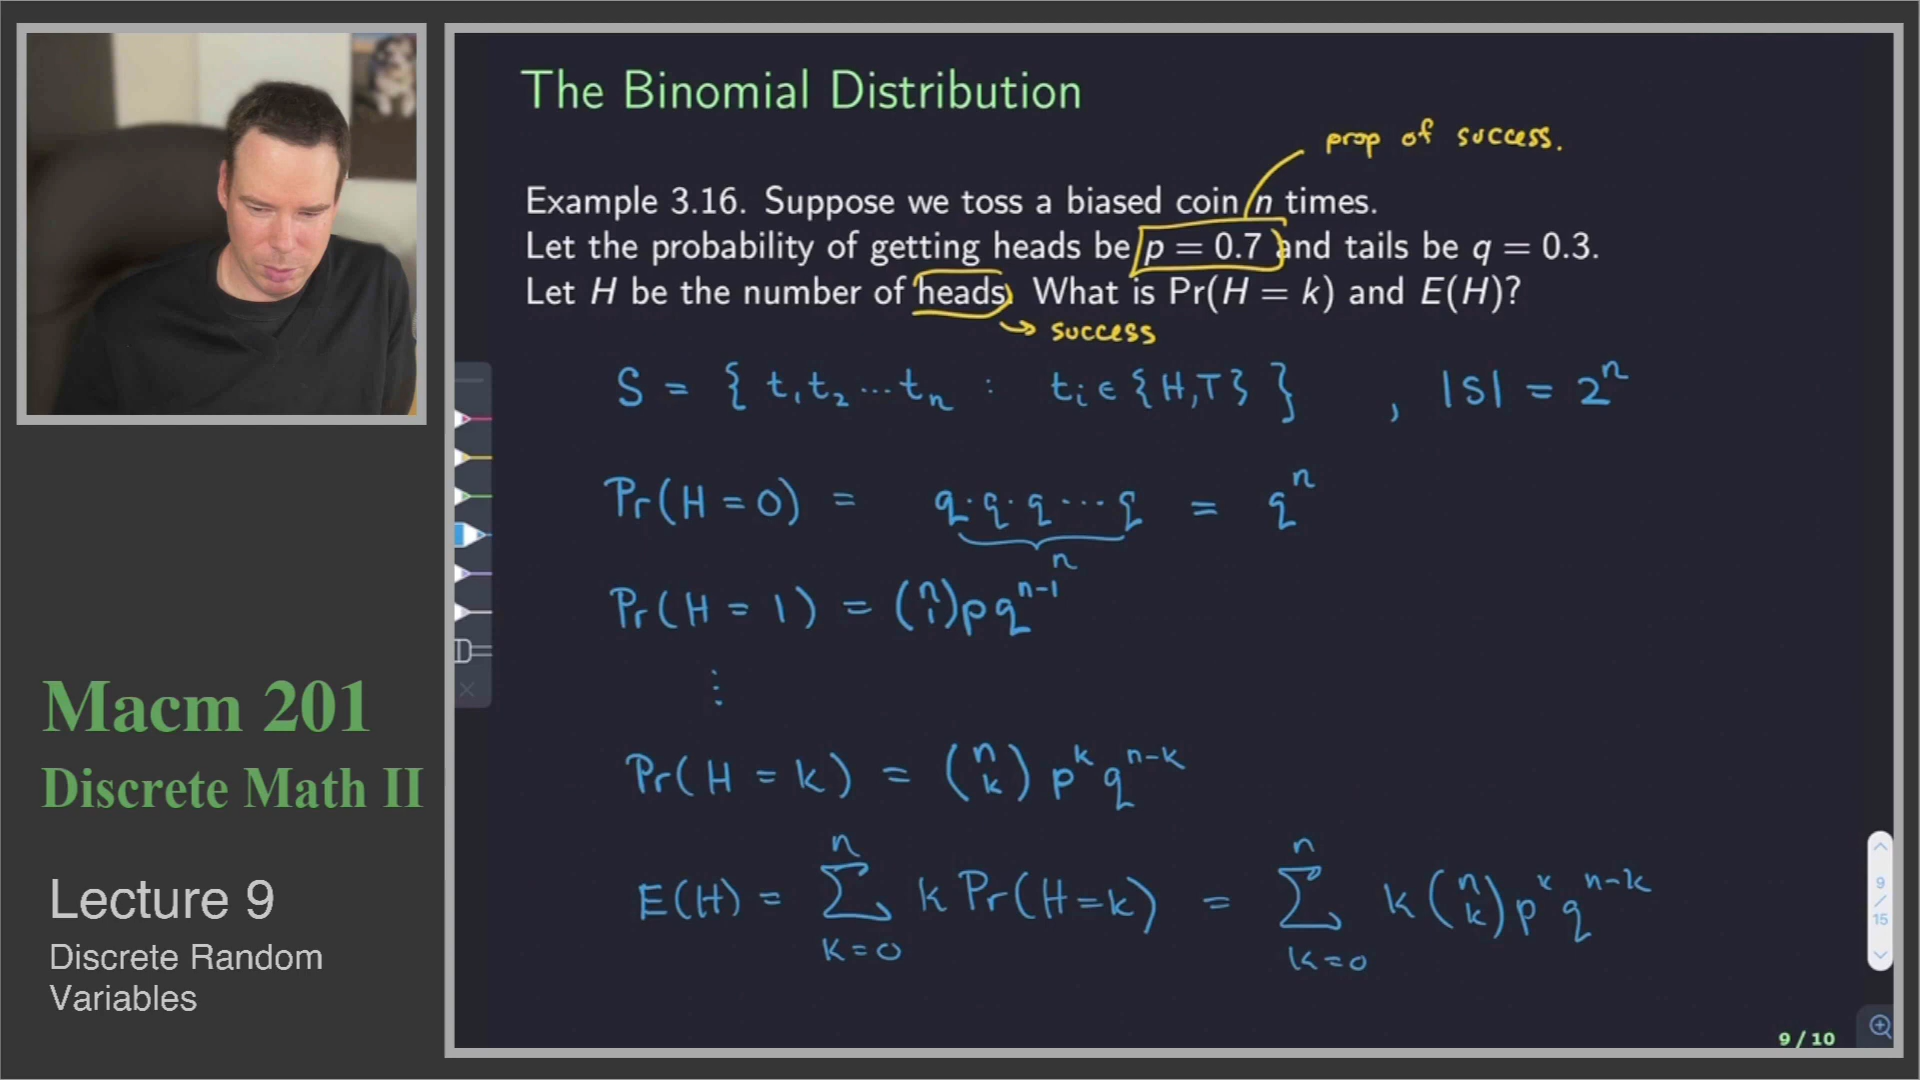 The Binomial Distribution
prop of success.
Example 3.16. Suppose we toss a biased coin n times.
Let the probability of getting heads be p = 0.7 and tails be q = 0.3.
Let H be the number of heads. What is Pr(H = k) and E(H)?
→ success
S = { t₁t₂...tₙ : tᵢ ∈ {H,T} } , |S| = 2ⁿ
Pr(H = 0) = q·q·q···q = qⁿ
n
Pr(H = 1) = (n 1) p qⁿ⁻¹
⋮
Pr(H = k) = (n k) pᵏ qⁿ⁻ᵏ
E(H) = ∑ₖ₌₀ⁿ k Pr(H=k) = ∑ₖ₌₀ⁿ k (n k) pᵏ qⁿ⁻ᵏ
Macm 201
Discrete Math II
Lecture 9
Discrete Random
Variables
9
/
15
9 / 10